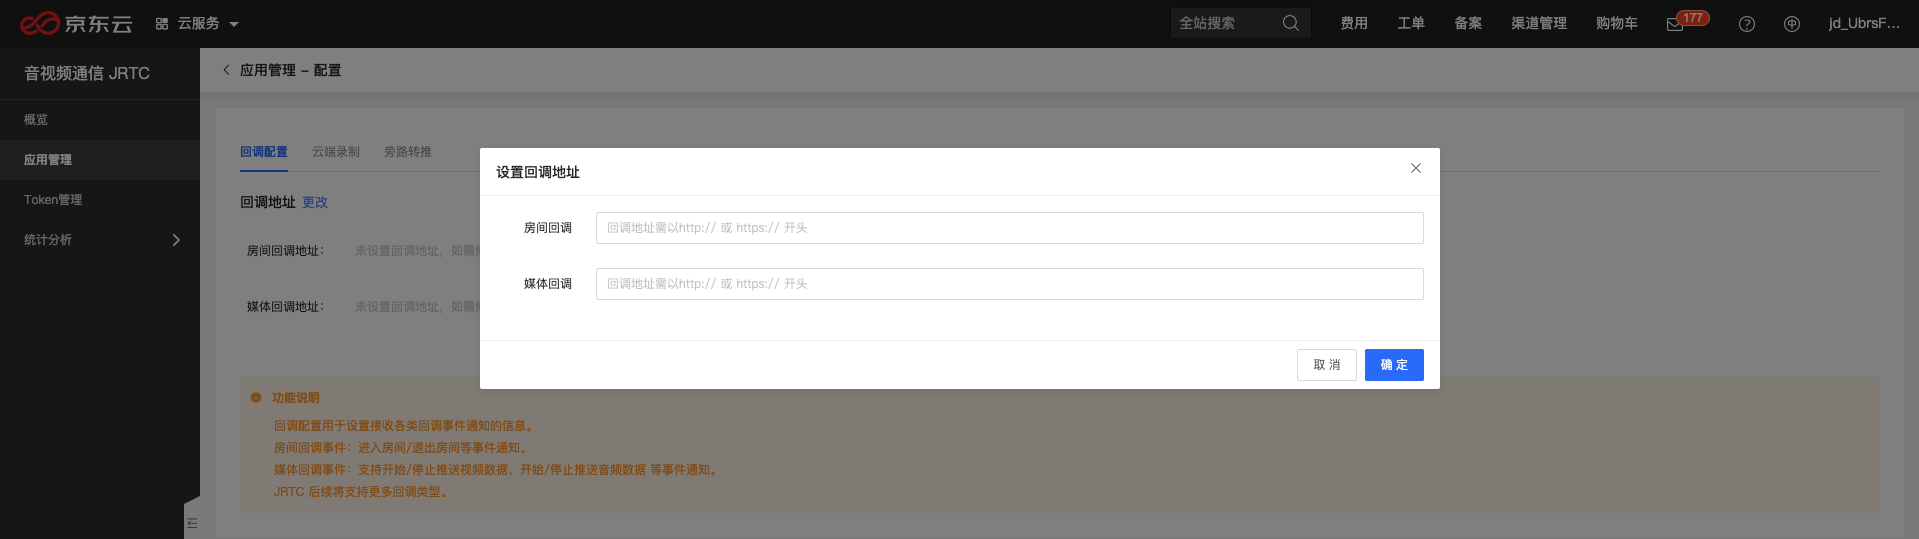 京东云 云服务 全站搜索 费用 工单 备案 渠道管理 购物车 177 jd_UbrsF...
音视频通信 JRTC
概览
应用管理
Token管理
统计分析
应用管理 - 配置
回调配置 云端录制 旁路转推
回调地址 更改
房间回调地址： 未设置回调地址，如需
媒体回调地址： 未设置回调地址，如需
设置回调地址
房间回调 回调地址需以http:// 或 https:// 开头
媒体回调 回调地址需以http:// 或 https:// 开头
取 消 确 定
功能说明
回调配置用于设置接收各类回调事件通知的信息。
房间回调事件：进入房间/退出房间等事件通知。
媒体回调事件：支持开始/停止推送视频数据、开始/停止推送音频数据 等事件通知。
JRTC 后续将支持更多回调类型。